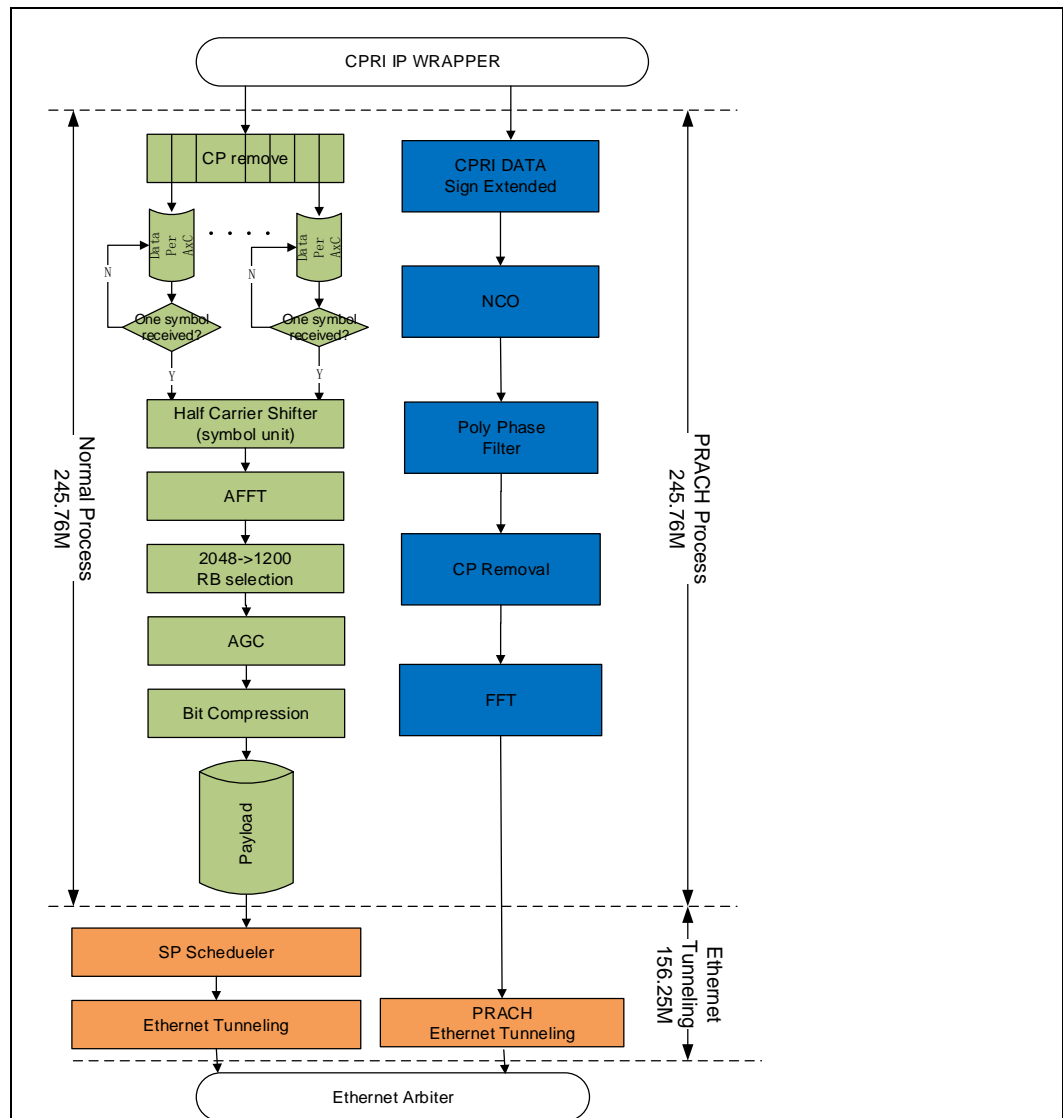 CPRI IP WRAPPER
CP remove
CPRI DATA
Sign Extended
Data
Per
AxC
. . . .
Data
Per
AxC
N
N
NCO
One symbol
received?
One symbol
received?
Y
Y
Half Carrier Shifter
(symbol unit)
Poly Phase
Filter
AFFT
2048->1200
RB selection
CP Removal
AGC
Bit Compression
FFT
Payload
Normal Process
245.76M
PRACH Process
245.76M
SP Schedueler
Ethernet Tunneling
PRACH
Ethernet Tunneling
Ethernet
Tunneling
156.25M
Ethernet Arbiter